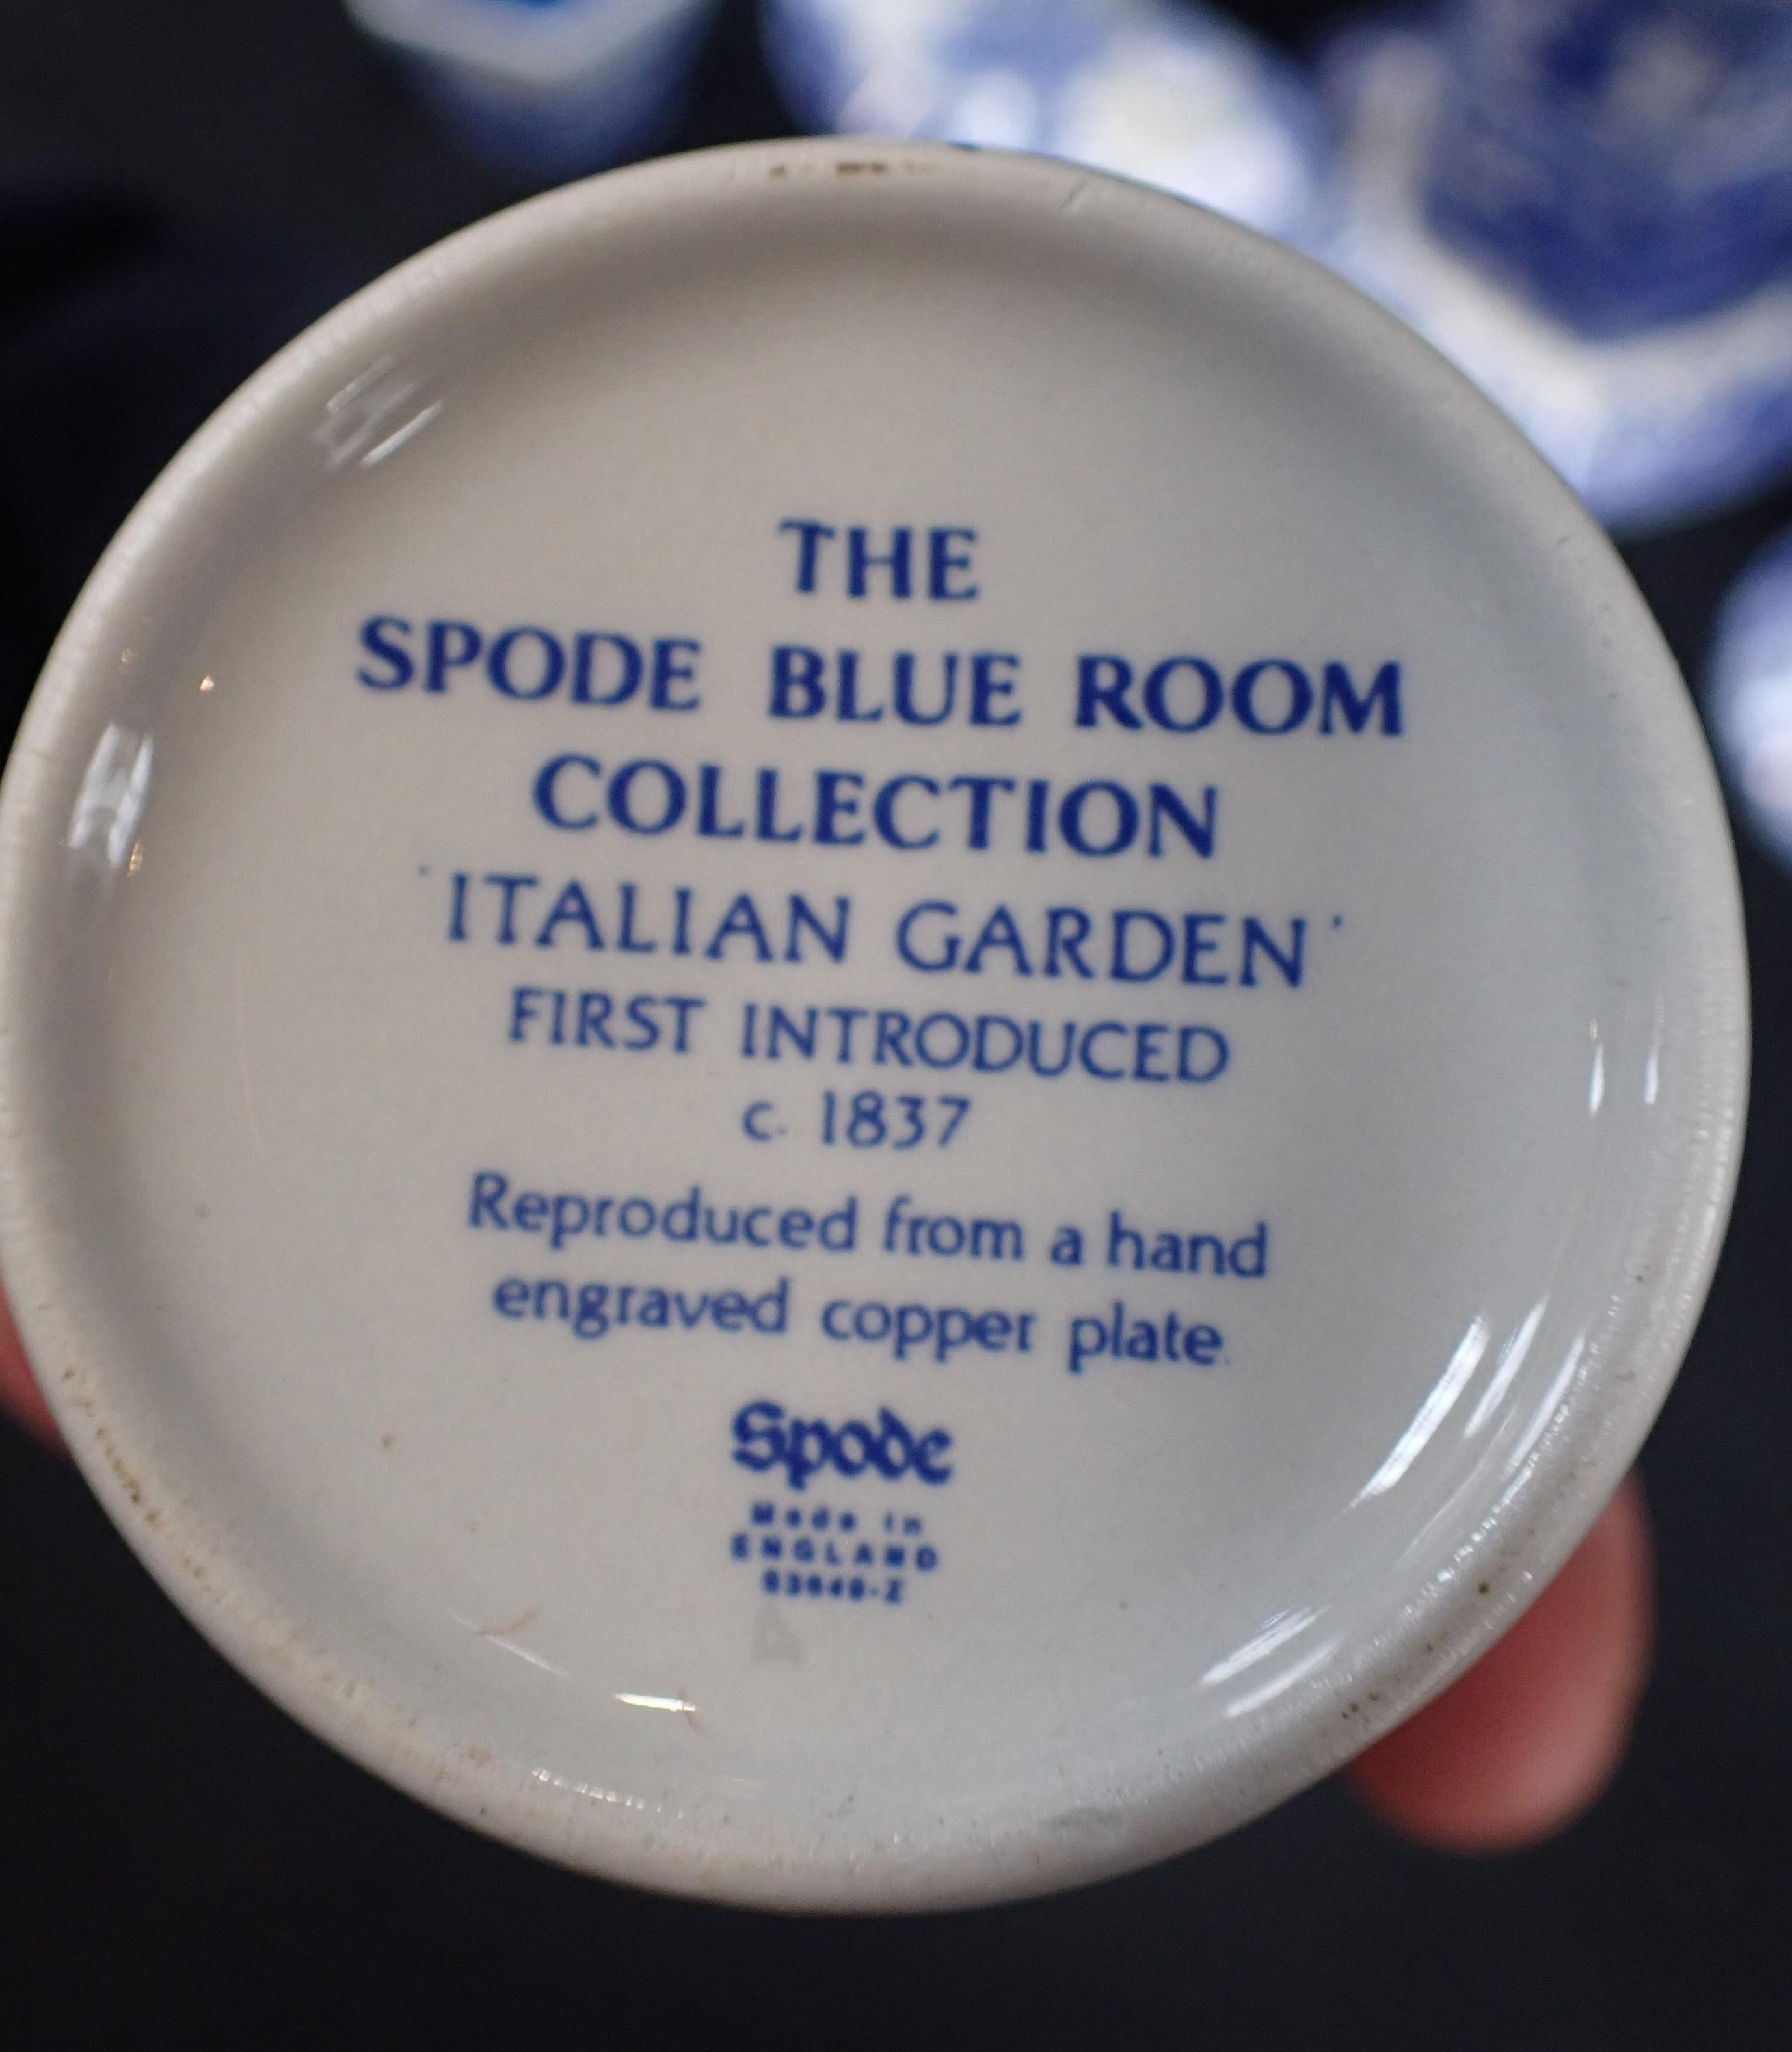 THE
SPODE BLUE ROOM
COLLECTION
'ITALIAN GARDEN'
FIRST INTRODUCED
c. 1837
Reproduced from a hand
engraved copper plate.
Spode
Made in
ENGLAND